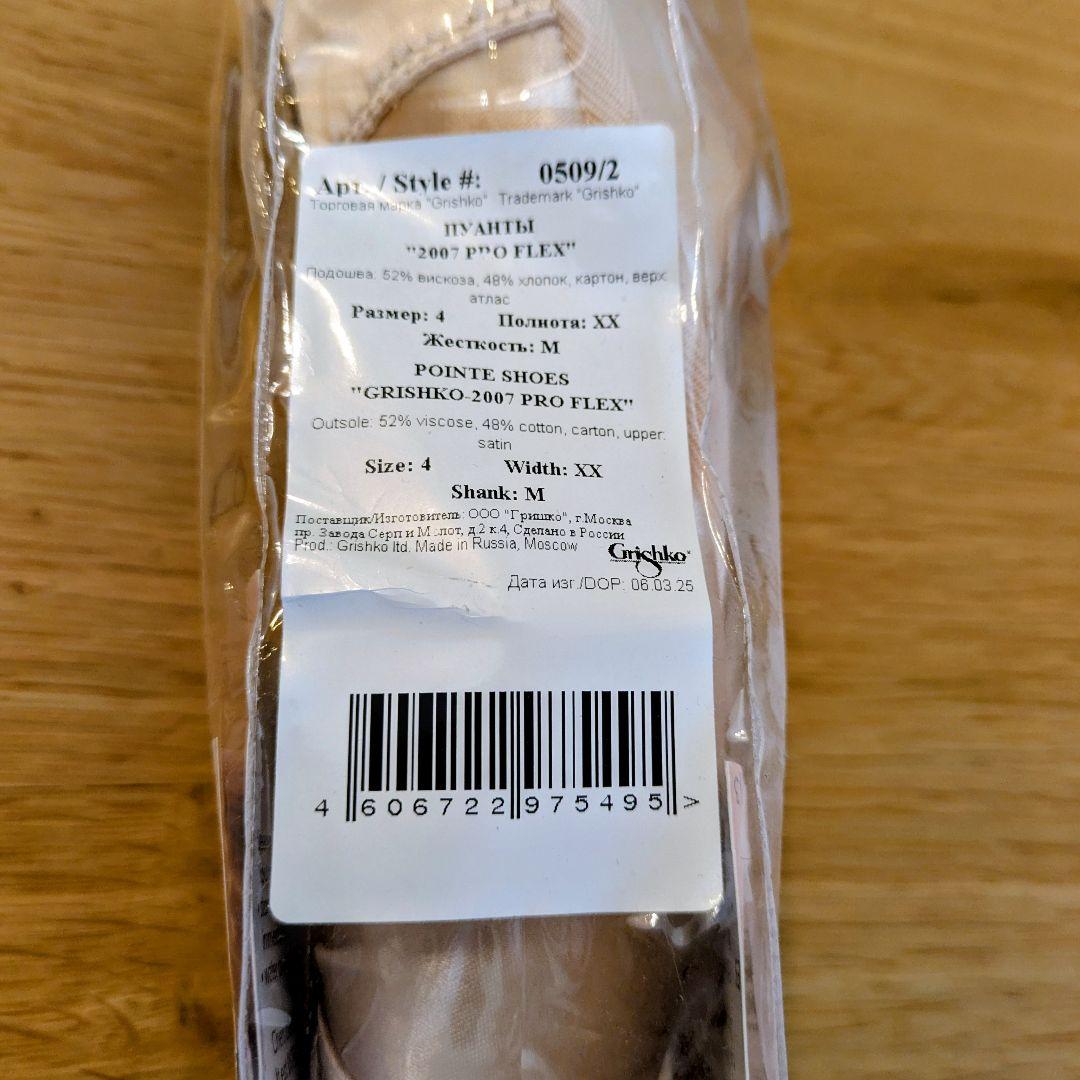 Арт. / Style #: 0509/2
Торговая марка "Grishko" Trademark "Grishko"
ПУАНТЫ
"2007 PRO FLEX"
Подошва: 52% вискоза, 48% хлопок, картон, верх:
атлас
Размер: 4 Полнота: XX
Жесткость: M
POINTE SHOES
"GRISHKO-2007 PRO FLEX"
Outsole: 52% viscose, 48% cotton, carton, upper:
satin
Size: 4 Width: XX
Shank: M
Поставщик/Изготовитель: ООО "Гришко", г.Москва
пр. Завода Серп и Молот, д.2 к.4, Сделано в России
Prod.: Grishko ltd. Made in Russia, Moscow
Grishko
Дата изг./DOP: 06.03.25
4 606722 975495 >